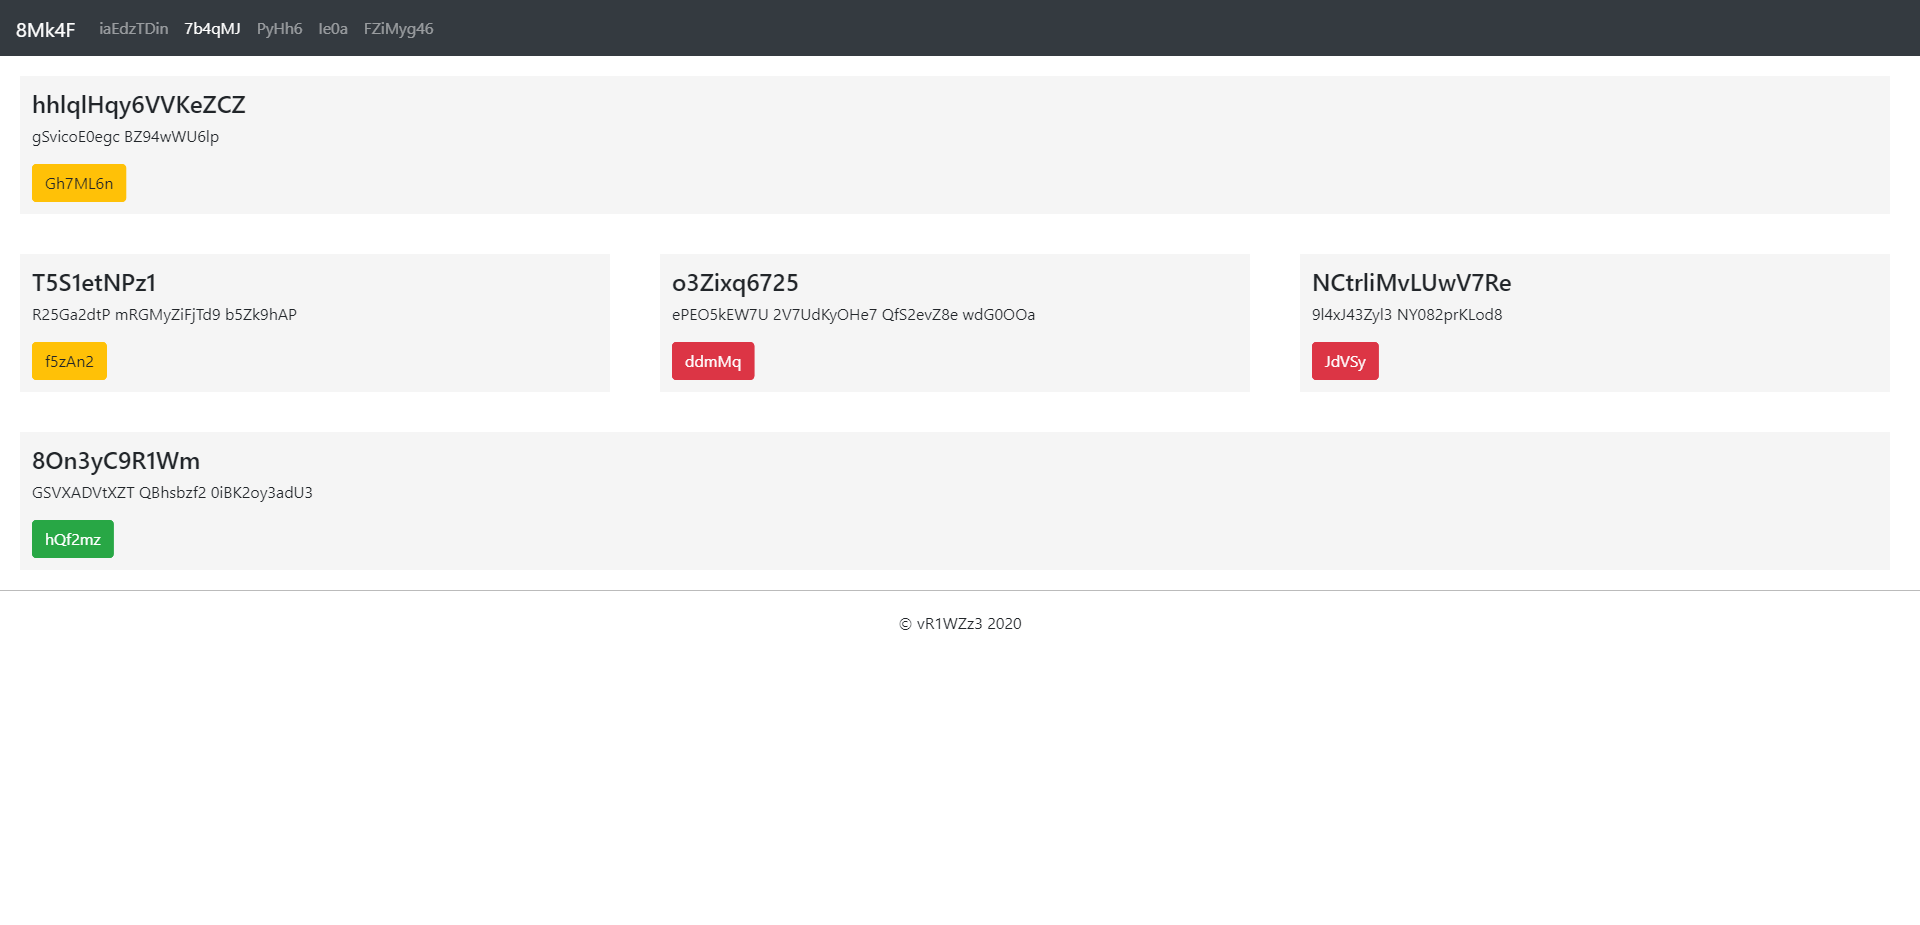 8Mk4F iaEdzTDin 7b4qMJ PyHh6 Ie0a FZiMyg46
hhlqlHqy6VVKeZCZ
gSvicoE0egc BZ94wWU6lp
Gh7ML6n
T5S1etNPz1
R25Ga2dtP mRGMyZiFjTd9 b5Zk9hAP
f5zAn2
o3Zixq6725
ePEO5kEW7U 2V7UdKyOHe7 QfS2evZ8e wdG0OOa
ddmMq
NCtrliMvLUwV7Re
9l4xJ43Zyl3 NY082prKLod8
JdVSy
8On3yC9R1Wm
GSVXADVtXZT QBhsbzf2 0iBK2oy3adU3
hQf2mz
© vR1WZz3 2020